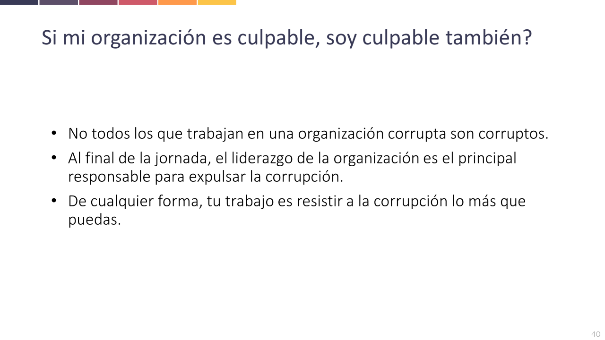 Si mi organización es culpable, soy culpable también?
• No todos los que trabajan en una organización corrupta son corruptos.
• Al final de la jornada, el liderazgo de la organización es el principal
responsable para expulsar la corrupción.
• De cualquier forma, tu trabajo es resistir a la corrupción lo más que
puedas.
40